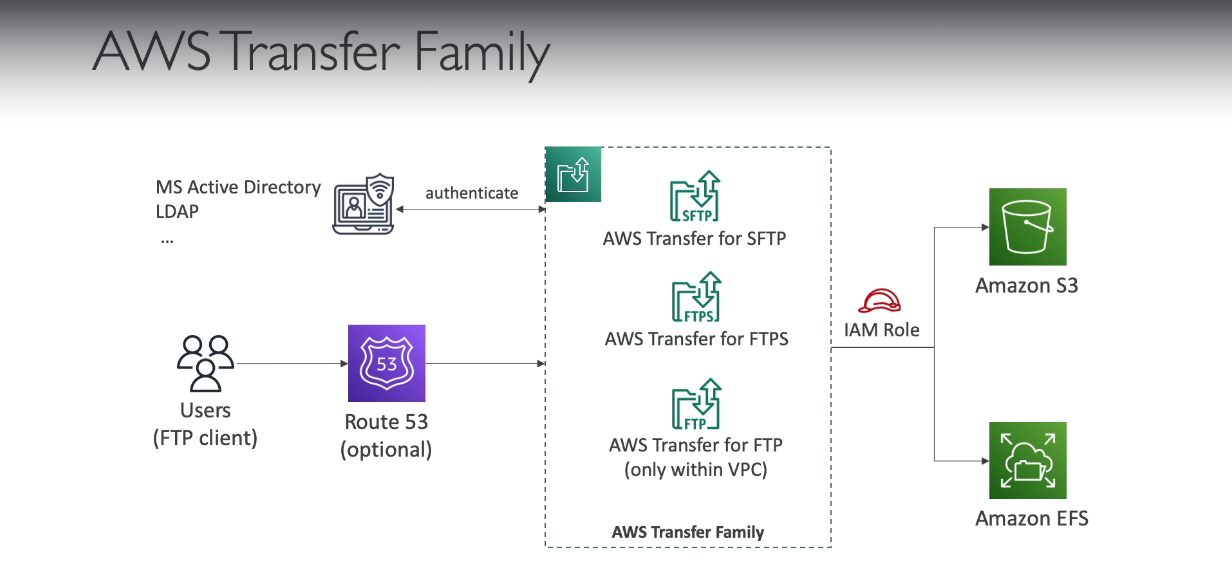 AWS Transfer Family
MS Active Directory
LDAP
...
authenticate
SFTP
AWS Transfer for SFTP
FTPS
AWS Transfer for FTPS
FTP
AWS Transfer for FTP
(only within VPC)
AWS Transfer Family
Users
(FTP client)
53
Route 53
(optional)
IAM Role
Amazon S3
Amazon EFS